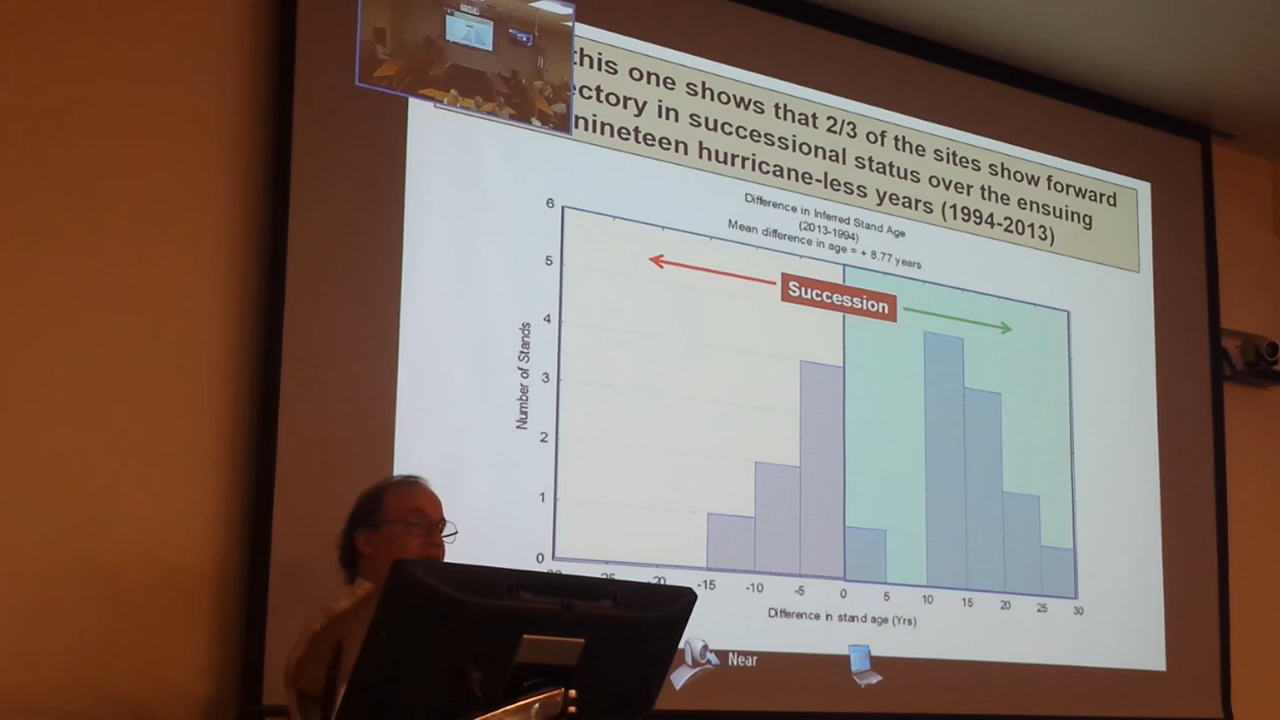 this one shows that 2/3 of the sites show forward
ectory in successional status over the ensuing
nineteen hurricane-less years (1994-2013)
Difference in Inferred Stand Age
(2013-1994)
Mean difference in age = + 8.77 years
Succession
Number of Stands
6
5
4
3
2
1
0
-20 -15 -10 -5 0 5 10 15 20 25 30
Difference in stand age (Yrs)
Near